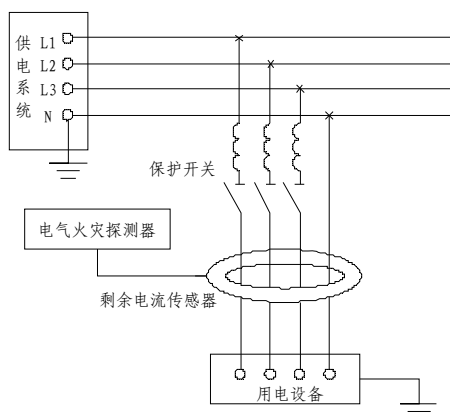 供电系统
L1
L2
L3
N
保护开关
电气火灾探测器
剩余电流传感器
用电设备